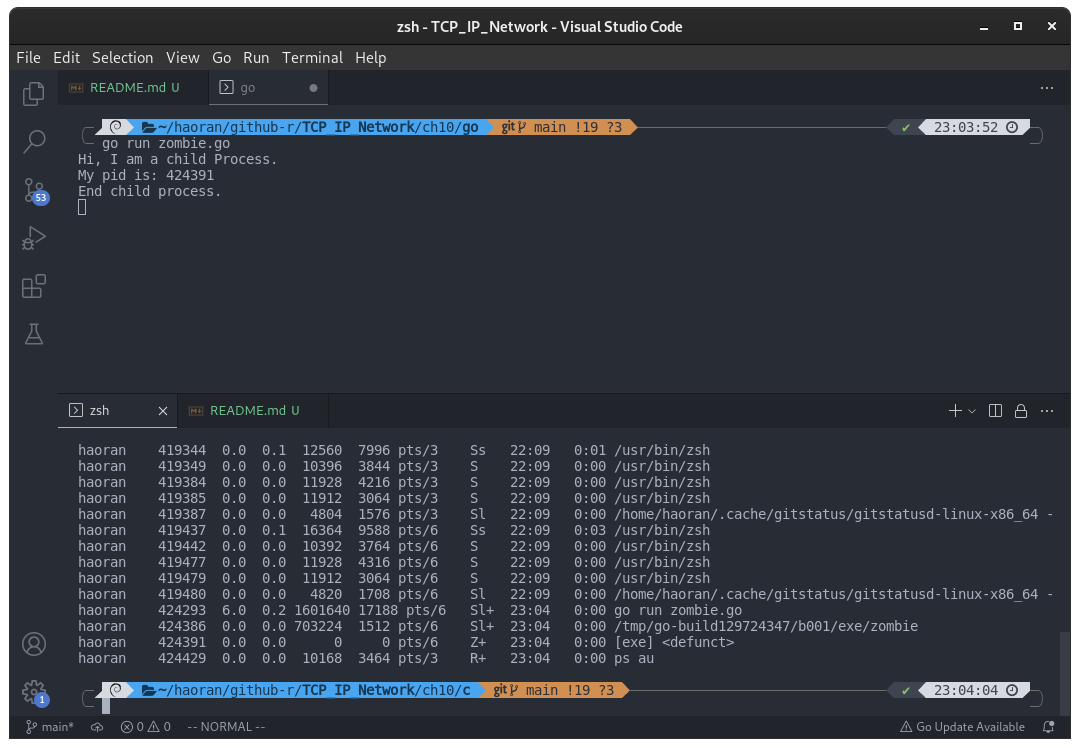 zsh - TCP_IP_Network - Visual Studio Code
File Edit Selection View Go Run Terminal Help
README.md U
go
~/haoran/github-r/TCP_IP_Network/ch10/go git main !19 ?3 ✔ 23:03:52
go run zombie.go
Hi, I am a child Process.
My pid is: 424391
End child process.
53
zsh
README.md U
haoran 419344 0.0 0.1 12560 7996 pts/3 Ss 22:09 0:01 /usr/bin/zsh
haoran 419349 0.0 0.0 10396 3844 pts/3 S 22:09 0:00 /usr/bin/zsh
haoran 419384 0.0 0.0 11928 4216 pts/3 S 22:09 0:00 /usr/bin/zsh
haoran 419385 0.0 0.0 11912 3064 pts/3 S 22:09 0:00 /usr/bin/zsh
haoran 419387 0.0 0.0 4804 1576 pts/3 Sl 22:09 0:00 /home/haoran/.cache/gitstatus/gitstatusd-linux-x86_64 -
haoran 419437 0.0 0.1 16364 9588 pts/6 Ss 22:09 0:03 /usr/bin/zsh
haoran 419442 0.0 0.0 10392 3764 pts/6 S 22:09 0:00 /usr/bin/zsh
haoran 419477 0.0 0.0 11928 4316 pts/6 S 22:09 0:00 /usr/bin/zsh
haoran 419479 0.0 0.0 11912 3064 pts/6 S 22:09 0:00 /usr/bin/zsh
haoran 419480 0.0 0.0 4820 1708 pts/6 Sl 22:09 0:00 /home/haoran/.cache/gitstatus/gitstatusd-linux-x86_64 -
haoran 424293 6.0 0.2 1601640 17188 pts/6 Sl+ 23:04 0:00 go run zombie.go
haoran 424386 0.0 0.0 703224 1512 pts/6 Sl+ 23:04 0:00 /tmp/go-build129724347/b001/exe/zombie
haoran 424391 0.0 0.0 0 0 pts/6 Z+ 23:04 0:00 [exe] <defunct>
haoran 424429 0.0 0.0 10168 3464 pts/3 R+ 23:04 0:00 ps au
~/haoran/github-r/TCP_IP_Network/ch10/c git main !19 ?3 ✔ 23:04:04
1
main* 0 0 -- NORMAL -- Go Update Available